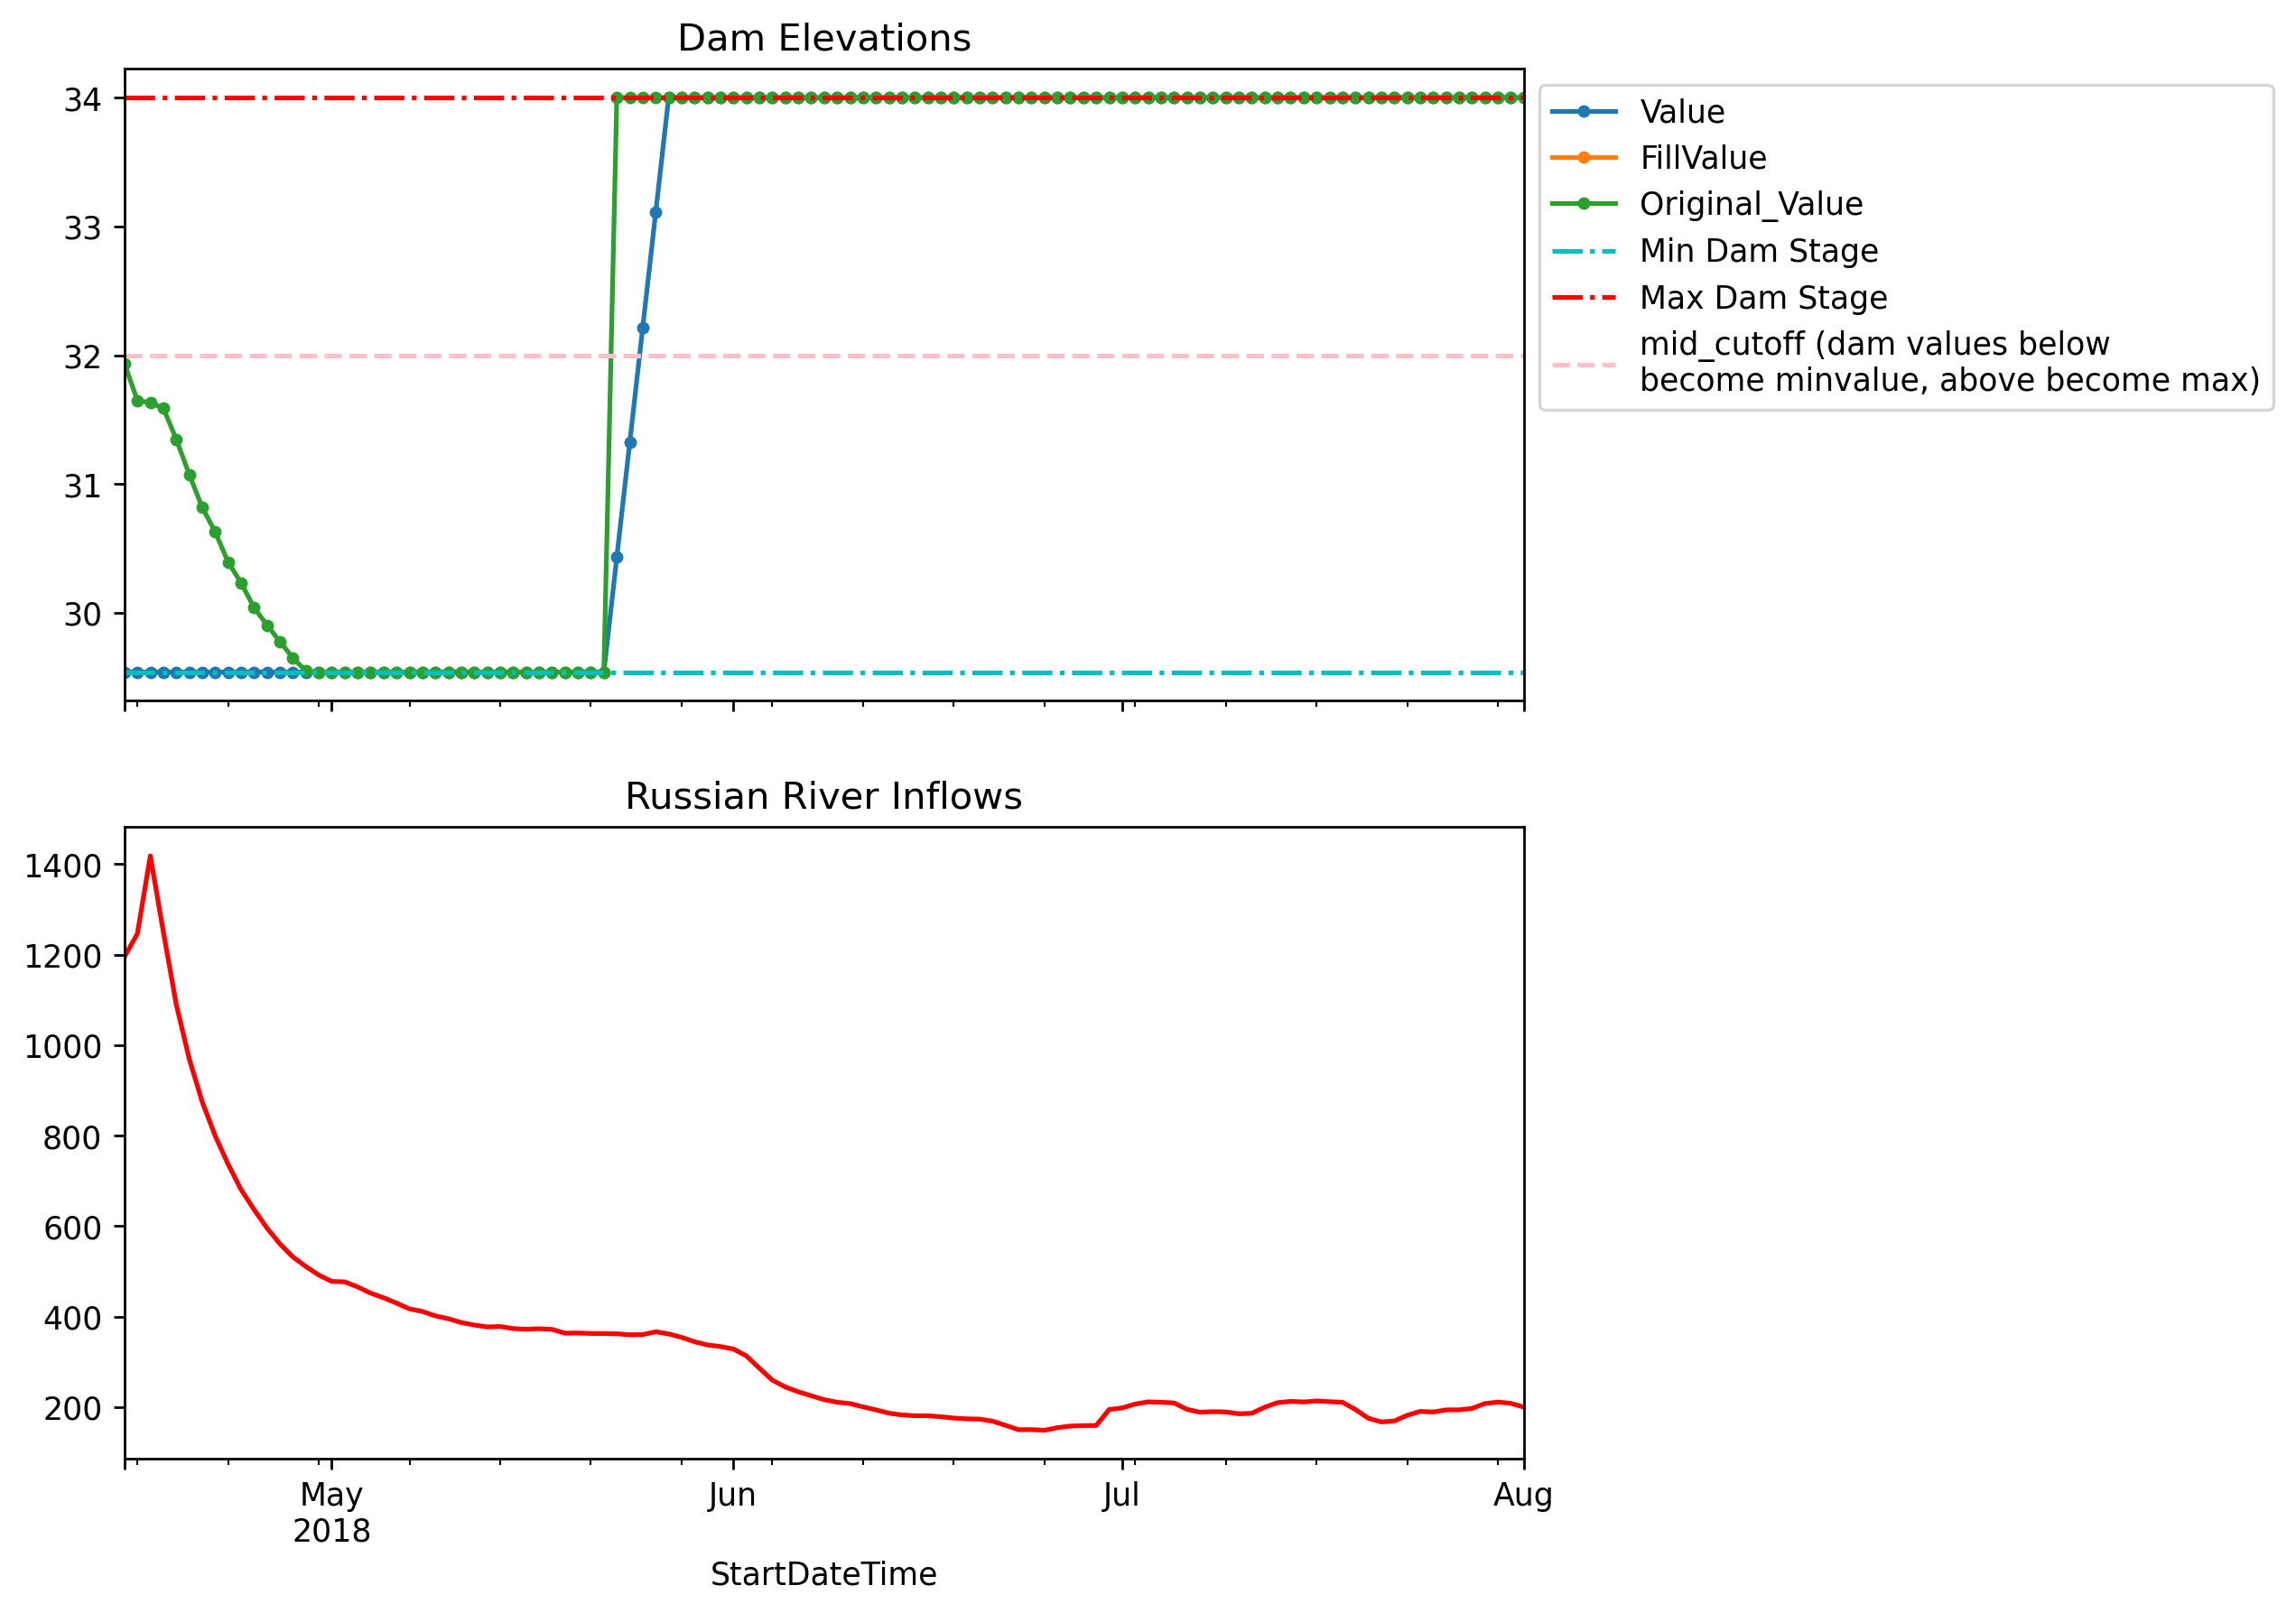 Dam Elevations
34
33
32
31
30
Value
FillValue
Original_Value
Min Dam Stage
Max Dam Stage
mid_cutoff (dam values below
become minvalue, above become max)
Russian River Inflows
1400
1200
1000
800
600
400
200
May Jun Jul Aug
2018
StartDateTime